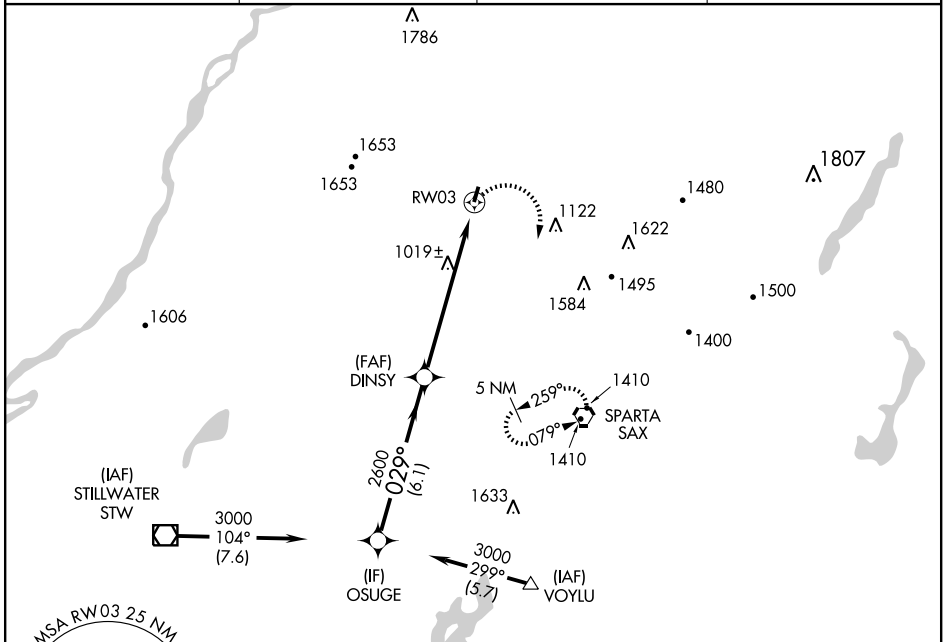 1786
1653
1653
1807
1480
RW03
1122
1622
1019±
1495
1584
1500
1606
1400
(FAF)
DINSY
5 NM
259°
1410
SPARTA
SAX
079°
1410
2600
029°
(6.1)
(IAF)
STILLWATER
STW
1633
3000
104°
(7.6)
3000
299°
(5.7)
(IF)
OSUGE
(IAF)
VOYLU
MSA RW03 25 NM